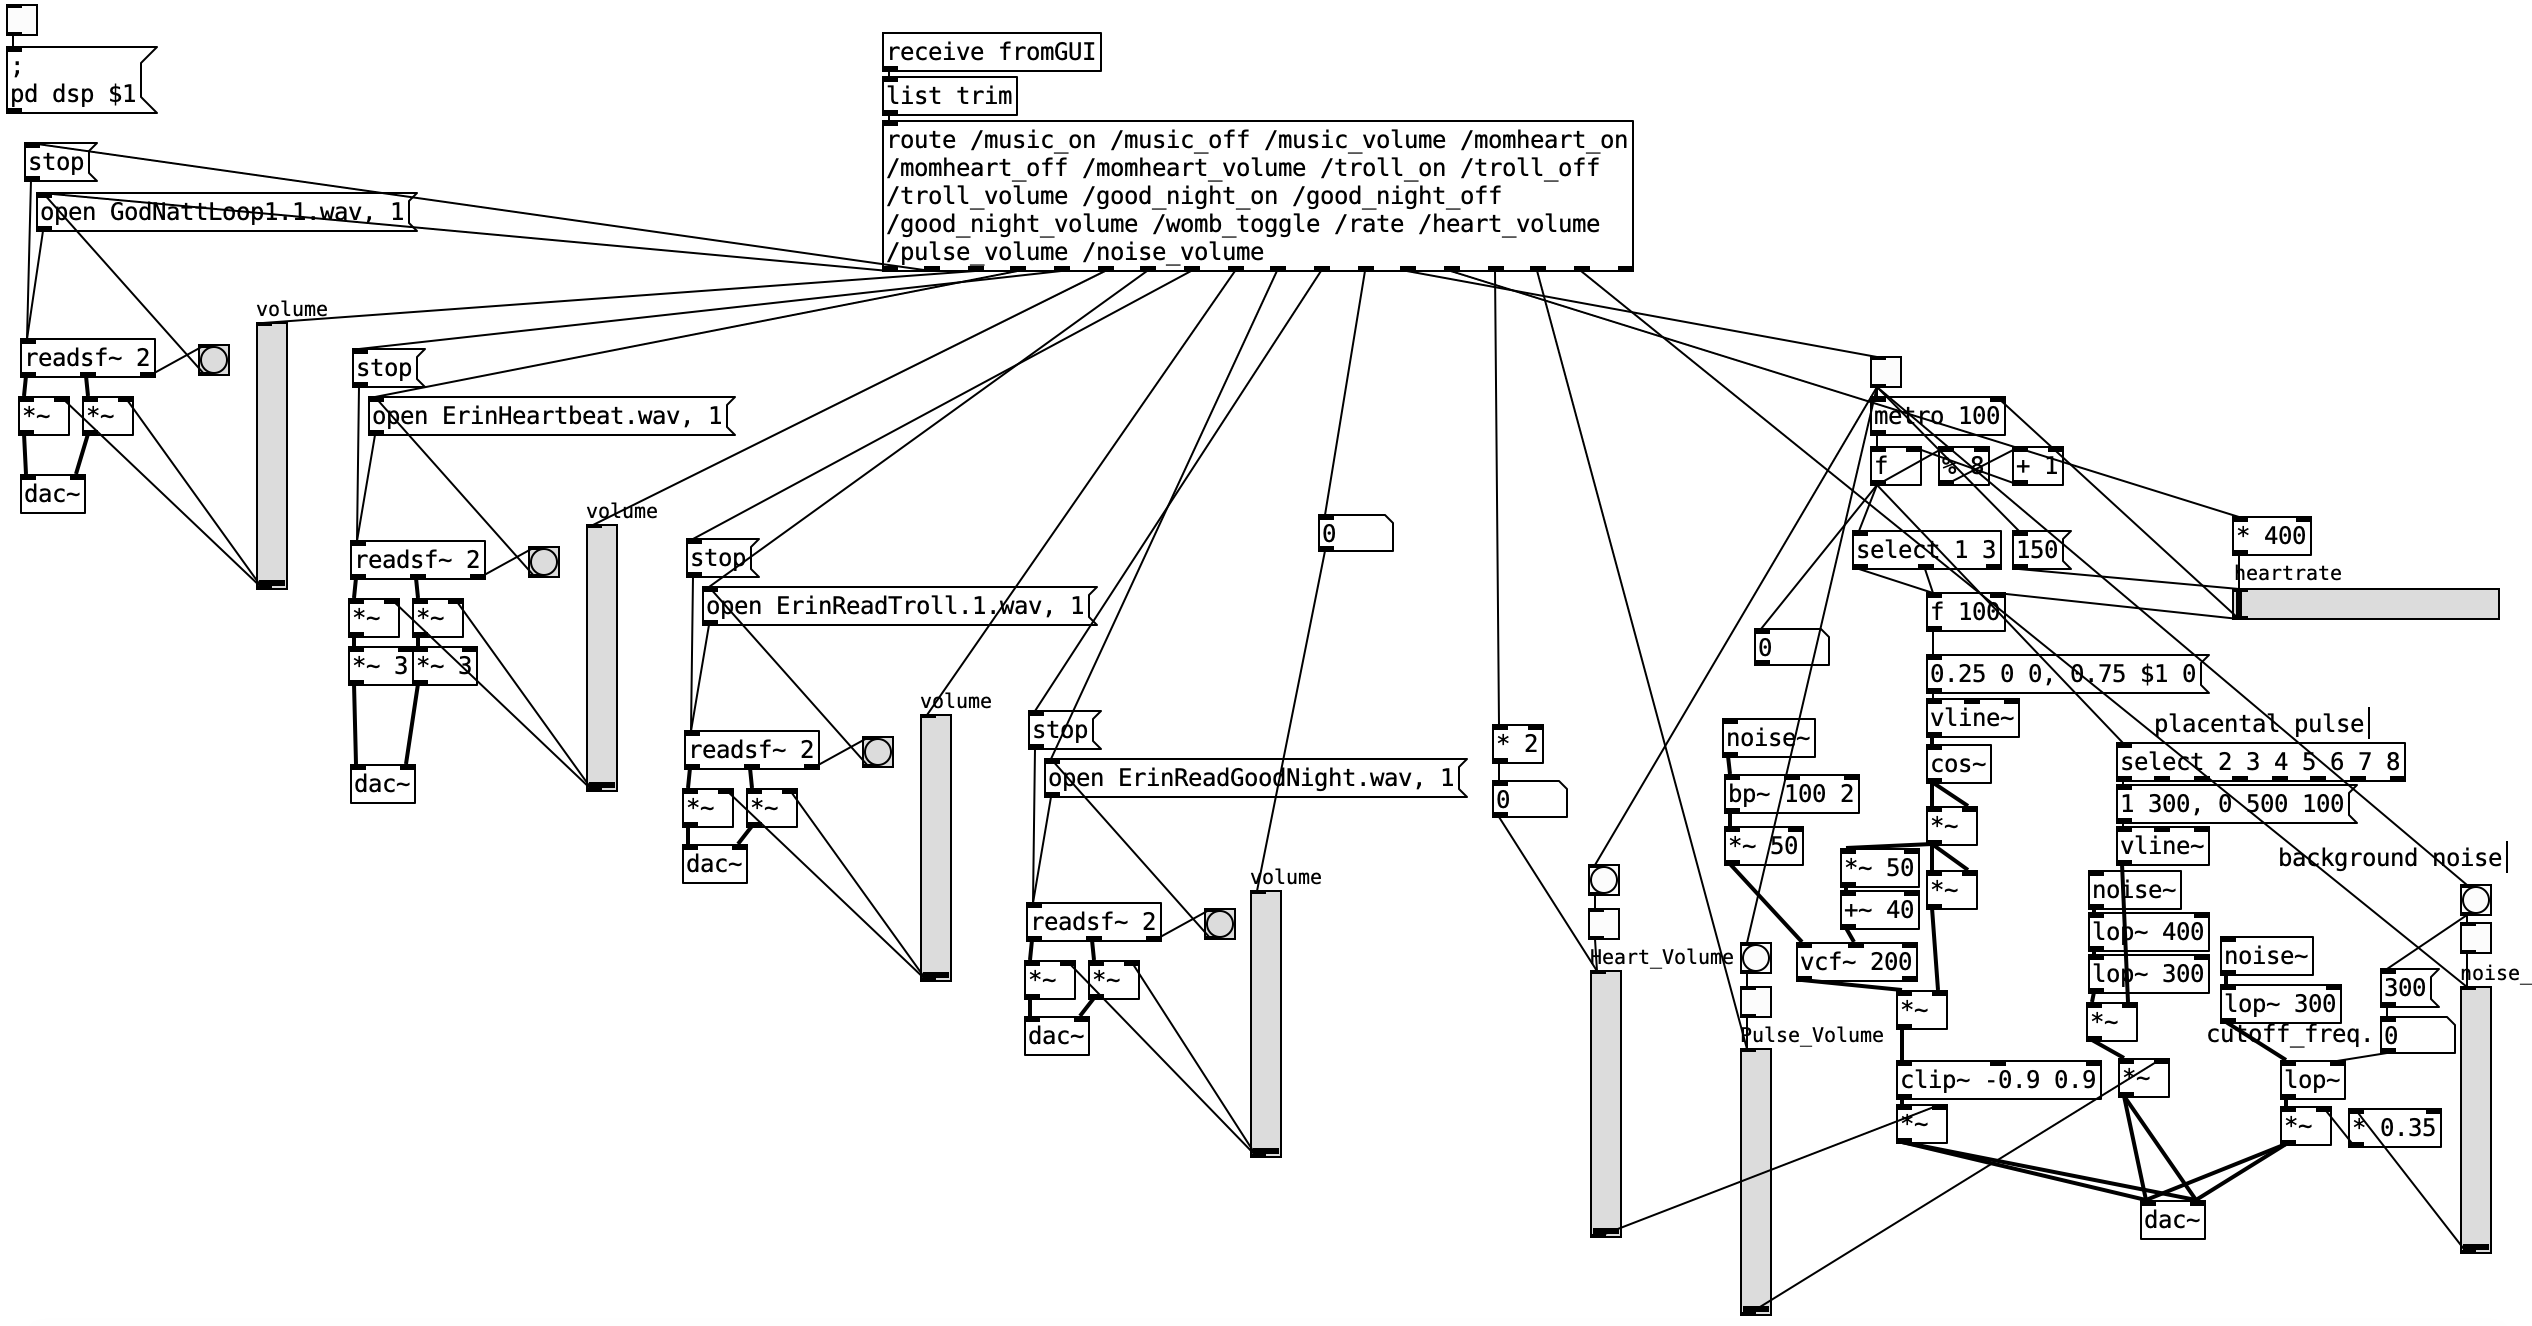 ;
pd dsp $1
receive fromGUI
list trim
route /music_on /music_off /music_volume /momheart_on
/momheart_off /momheart_volume /troll_on /troll_off
/troll_volume /good_night_on /good_night_off
/good_night_volume /womb_toggle /rate /heart_volume
/pulse_volume /noise_volume
stop
open GodNattLoop1.1.wav, 1
volume
readsf~ 2
*~
*~
dac~
stop
open ErinHeartbeat.wav, 1
volume
readsf~ 2
*~
*~
*~ 3
*~ 3
dac~
stop
open ErinReadTroll.1.wav, 1
volume
readsf~ 2
*~
*~
dac~
0
stop
open ErinReadGoodNight.wav, 1
volume
readsf~ 2
*~
*~
dac~
* 2
0
Heart_Volume
Pulse_Volume
metro 100
f
% 8
+ 1
select 1 3
150
* 400
heartrate
f 100
0
0.25 0 0, 0.75 $1 0
vline~
cos~
*~
noise~
bp~ 100 2
*~ 50
*~ 50
+~ 40
*~
vcf~ 200
*~
clip~ -0.9 0.9
*~
placental pulse
select 2 3 4 5 6 7 8
1 300, 0 500 100
vline~
noise~
lop~ 400
lop~ 300
*~
*~
background noise
noise~
lop~ 300
cutoff_freq.
300
0
noise_
lop~
*~
* 0.35
dac~